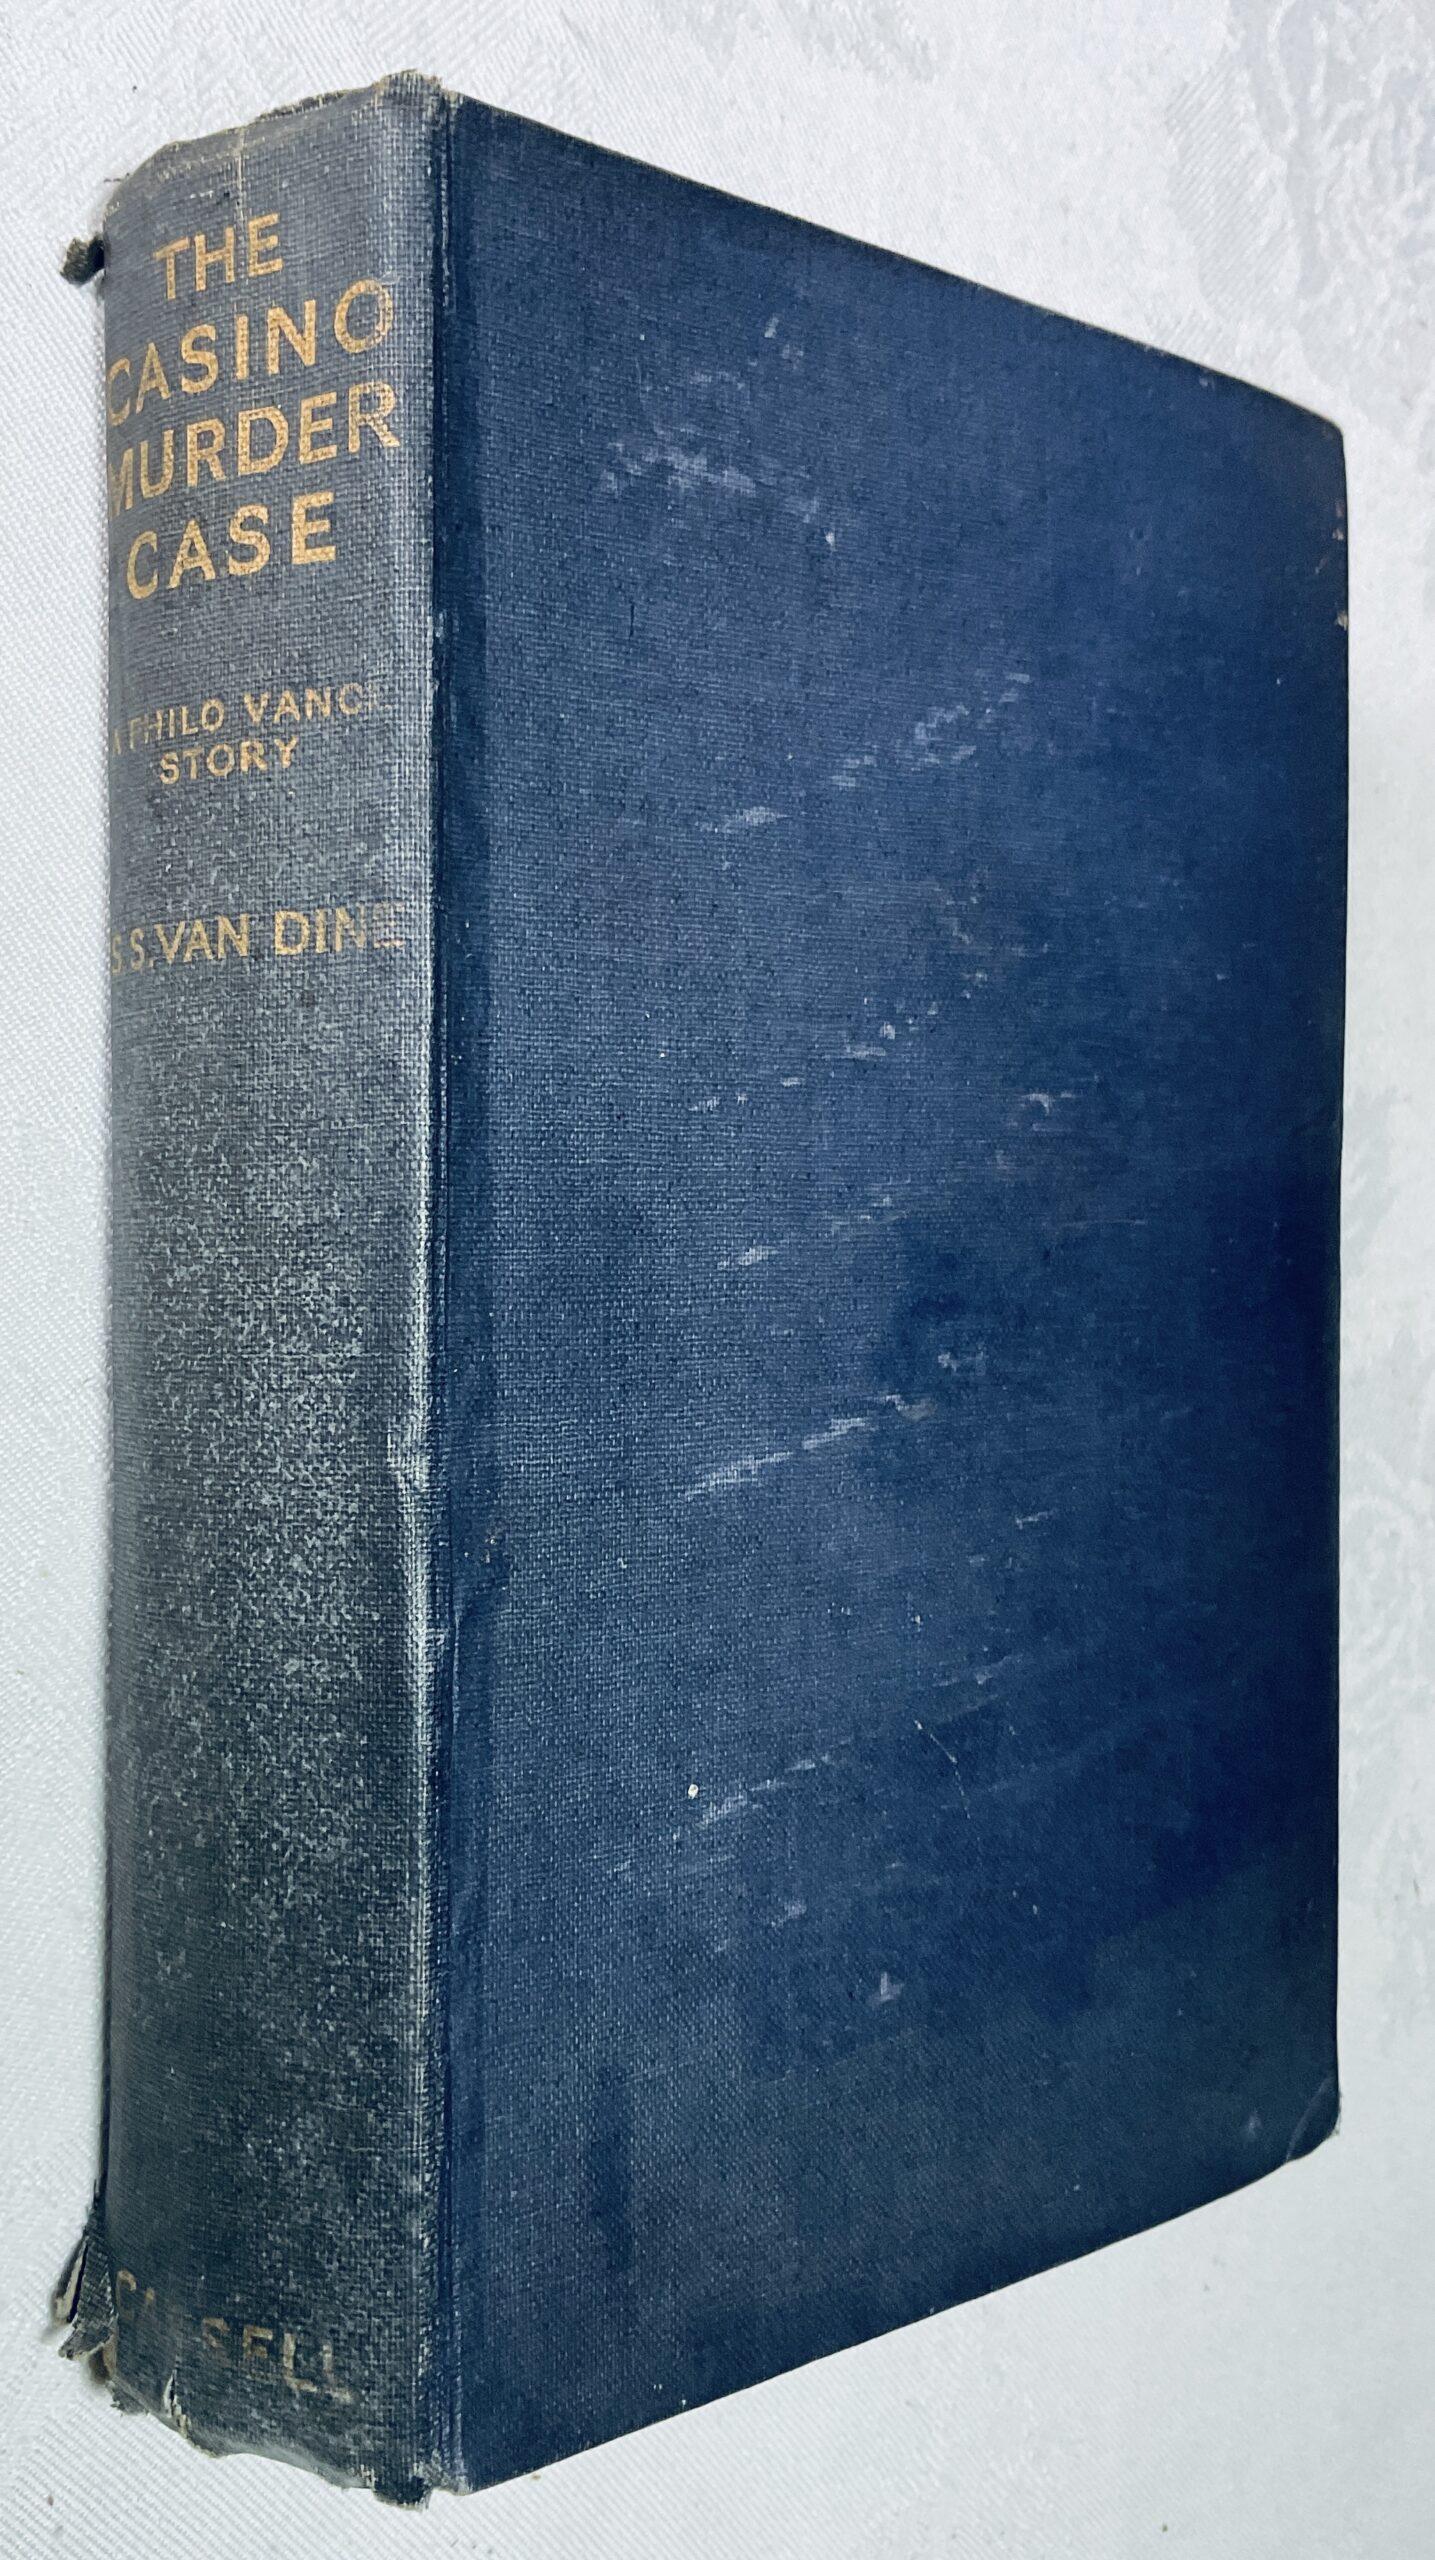 THE
CASINO
MURDER
CASE
A PHILO VANCE
STORY
S.S. VAN DINE
CASSELL